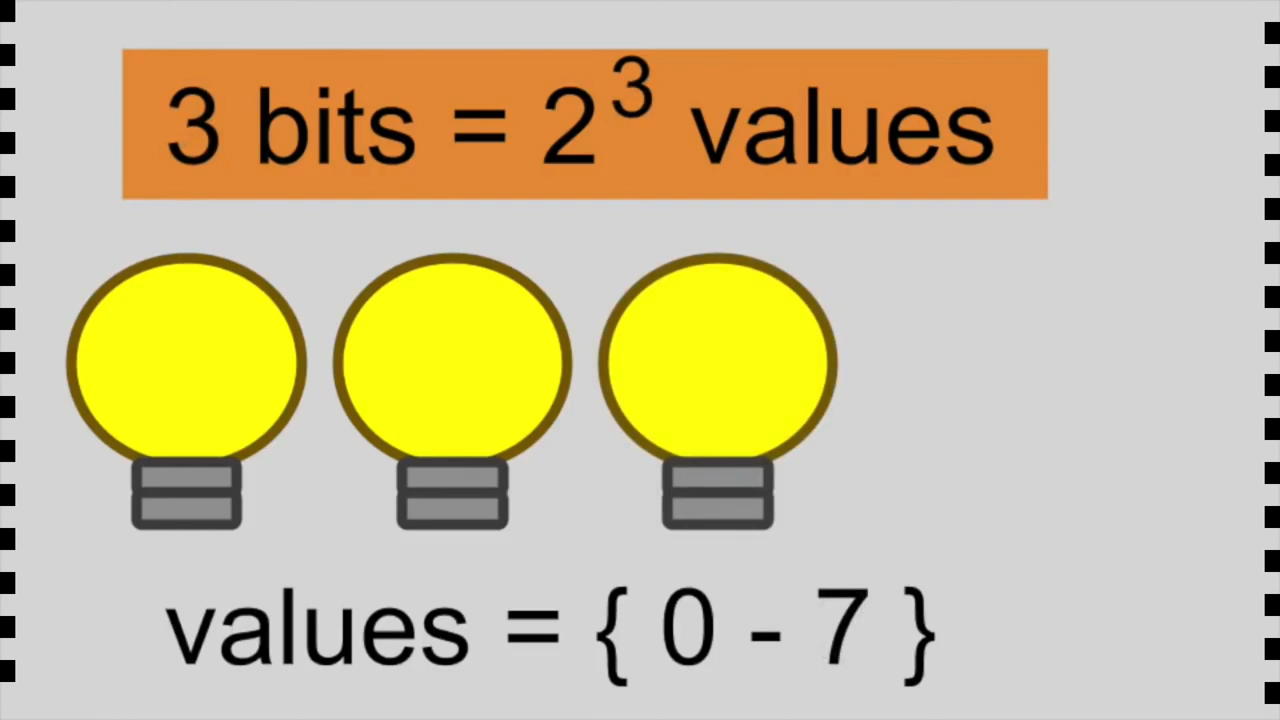 3 bits = 2³ values
values = { 0 - 7 }